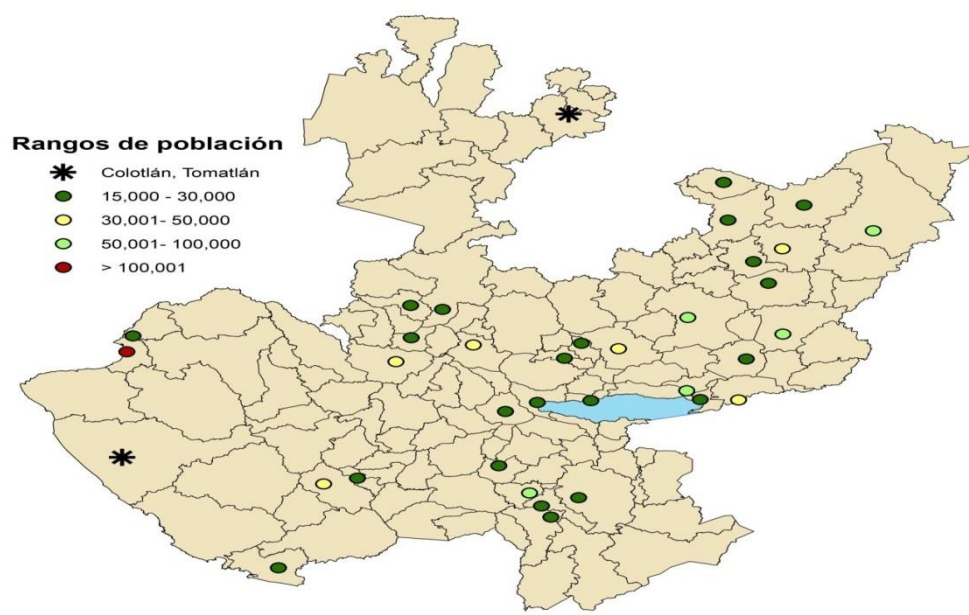 Rangos de población
Colotlán, Tomatlán
15,000 - 30,000
30,001- 50,000
50,001- 100,000
> 100,001